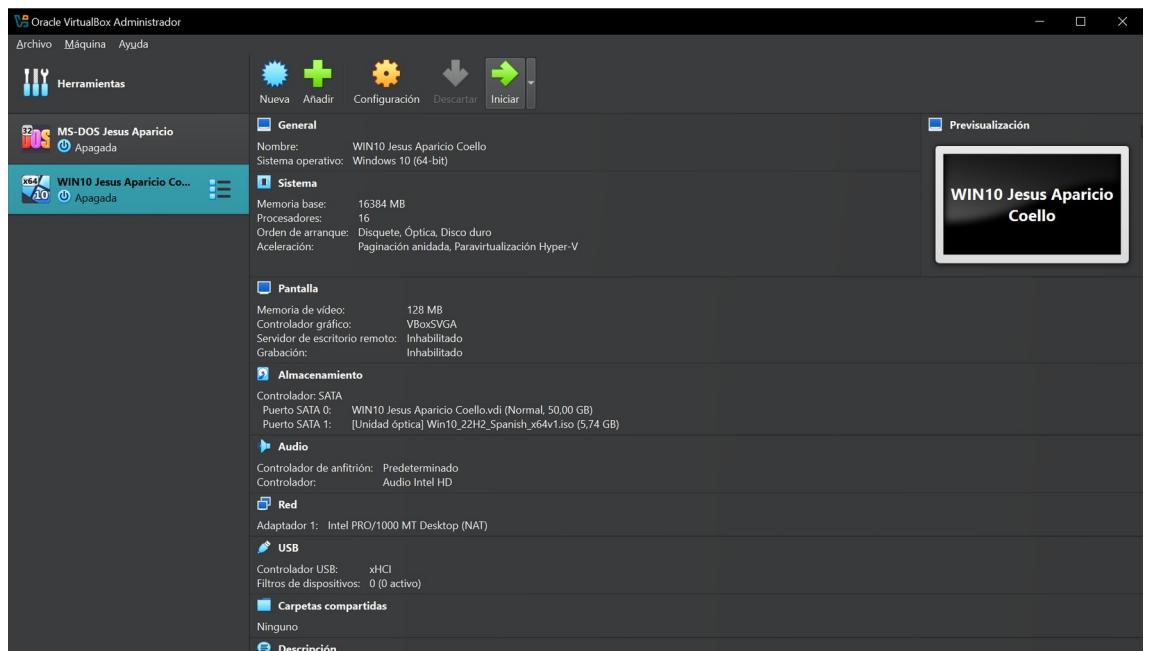 Oracle VirtualBox Administrador
Archivo Máquina Ayuda
Herramientas
Nueva Añadir Configuración Descartar Iniciar
32
DOS
MS-DOS Jesus Aparicio
Apagada
x64
10
WIN10 Jesus Aparicio Co...
Apagada
General
Nombre: WIN10 Jesus Aparicio Coello
Sistema operativo: Windows 10 (64-bit)
Sistema
Memoria base: 16384 MB
Procesadores: 16
Orden de arranque: Disquete, Óptica, Disco duro
Aceleración: Paginación anidada, Paravirtualización Hyper-V
Previsualización
WIN10 Jesus Aparicio
Coello
Pantalla
Memoria de vídeo: 128 MB
Controlador gráfico: VBoxSVGA
Servidor de escritorio remoto: Inhabilitado
Grabación: Inhabilitado
Almacenamiento
Controlador: SATA
Puerto SATA 0: WIN10 Jesus Aparicio Coello.vdi (Normal, 50,00 GB)
Puerto SATA 1: [Unidad óptica] Win10_22H2_Spanish_x64v1.iso (5,74 GB)
Audio
Controlador de anfitrión: Predeterminado
Controlador: Audio Intel HD
Red
Adaptador 1: Intel PRO/1000 MT Desktop (NAT)
USB
Controlador USB: xHCI
Filtros de dispositivos: 0 (0 activo)
Carpetas compartidas
Ninguno
Descripción